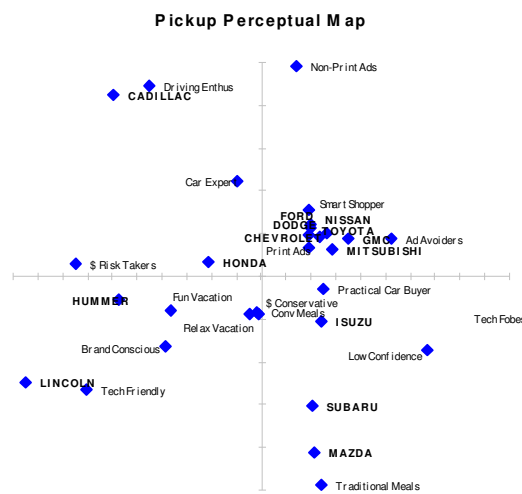 Pickup Perceptual Map
Non-Print Ads
Driving Enthus
CADILLAC
Car Exper
Smart Shopper
FORD
NISSAN
DODGE
TOYOTA
CHEVROLET
GMC
Ad Avoiders
Print Ads
MITSUBISHI
$ Risk Takers
HONDA
Practical Car Buyer
HUMMER
Fun Vacation
$ Conservative
Conv Meals
Relax Vacation
ISUZU
Tech Fobes
Brand Conscious
Low Confidence
LINCOLN
Tech Friendly
SUBARU
MAZDA
Traditional Meals